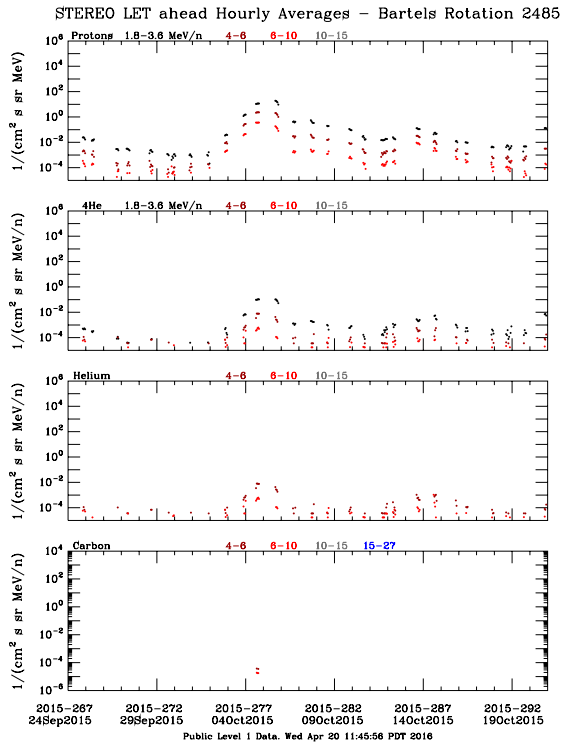 STEREO LET ahead Hourly Averages – Bartels Rotation 2485
Protons 1.8–3.6 MeV/n 4–6 6–10 10–15
10^6
10^4
10^2
10^0
10^-2
10^-4
1/(cm^2 s sr MeV)
4He 1.8–3.6 MeV/n 4–6 6–10 10–15
10^6
10^4
10^2
10^0
10^-2
10^-4
1/(cm^2 s sr MeV/n)
Helium 4–6 6–10 10–15
10^6
10^4
10^2
10^0
10^-2
10^-4
1/(cm^2 s sr MeV/n)
Carbon 4–6 6–10 10–15 15–27
10^4
10^2
10^0
10^-2
10^-4
10^-6
1/(cm^2 s sr MeV/n)
2015–267 2015–272 2015–277 2015–282 2015–287 2015–292
24Sep2015 29Sep2015 04Oct2015 09Oct2015 14Oct2015 19Oct2015
Public Level 1 Data. Wed Apr 20 11:45:56 PDT 2016